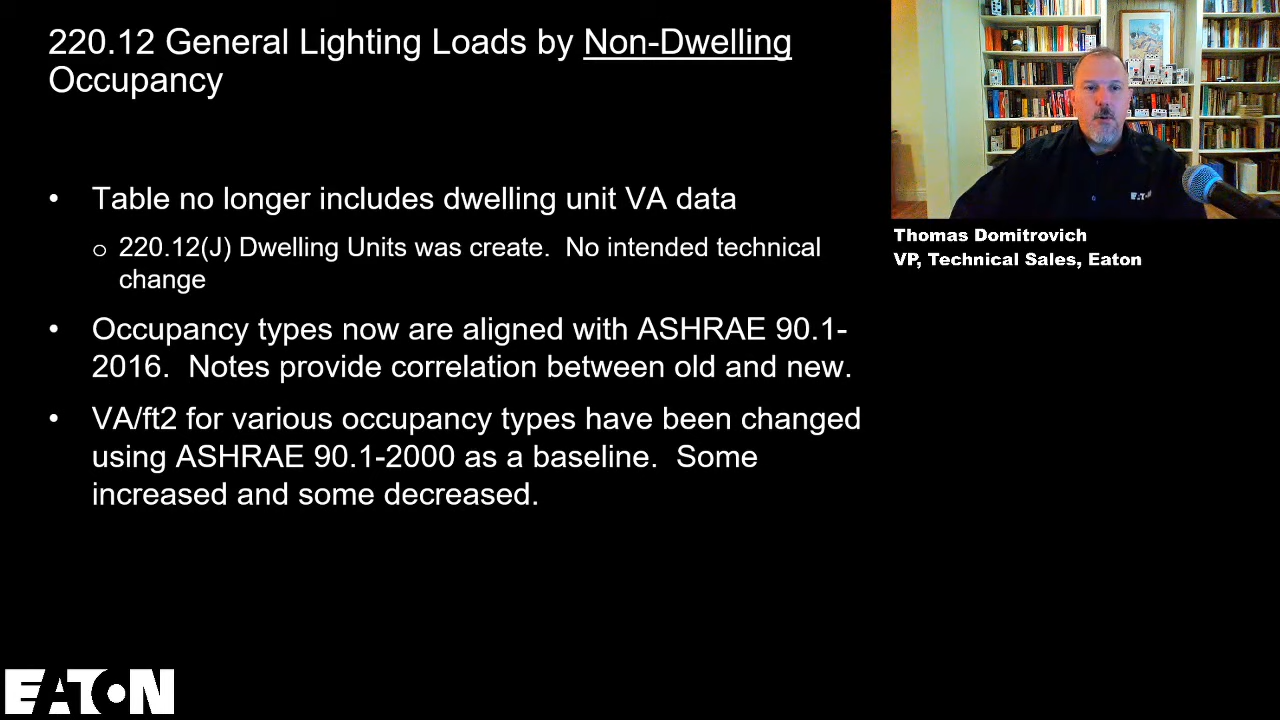 220.12 General Lighting Loads by Non-Dwelling
Occupancy
• Table no longer includes dwelling unit VA data
o 220.12(J) Dwelling Units was create.  No intended technical
change
• Occupancy types now are aligned with ASHRAE 90.1-
2016.  Notes provide correlation between old and new.
• VA/ft2 for various occupancy types have been changed
using ASHRAE 90.1-2000 as a baseline.  Some
increased and some decreased.
EATON
Thomas Domitrovich
VP, Technical Sales, Eaton
EATON